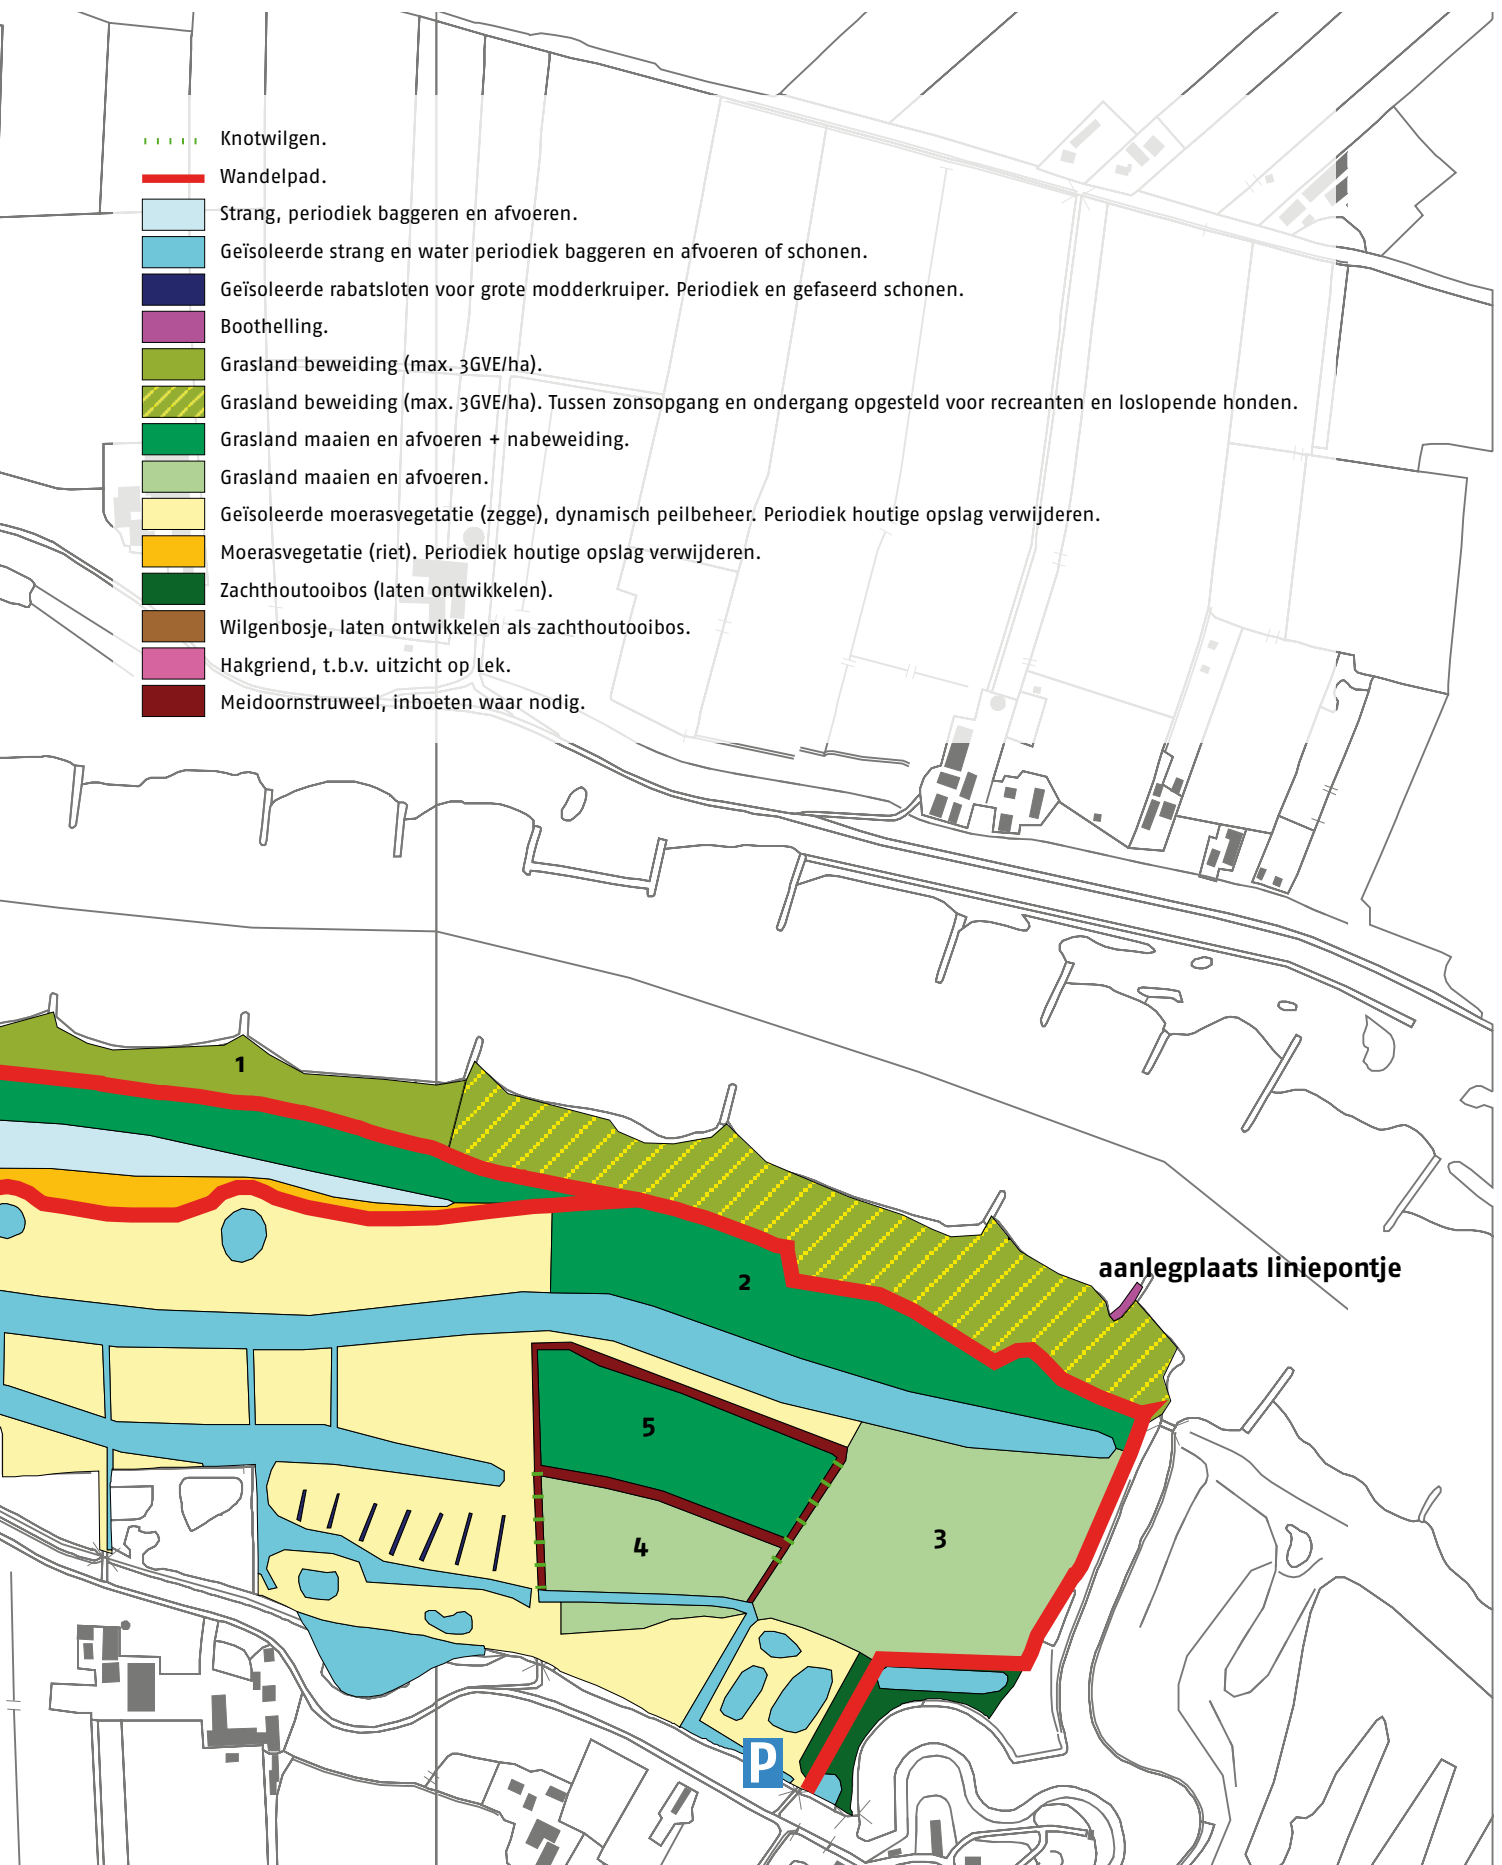 Knotwilgen.
Wandelpad.
Strang, periodiek baggeren en afvoeren.
Geïsoleerde strang en water periodiek baggeren en afvoeren of schonen.
Geïsoleerde rabatsloten voor grote modderkruiper. Periodiek en gefaseerd schonen.
Boothelling.
Grasland beweiding (max. 3GVE/ha).
Grasland beweiding (max. 3GVE/ha). Tussen zonsopgang en ondergang opgesteld voor recreanten en loslopende honden.
Grasland maaien en afvoeren + nabeweiding.
Grasland maaien en afvoeren.
Geïsoleerde moerasvegetatie (zegge), dynamisch peilbeheer. Periodiek houtige opslag verwijderen.
Moerasvegetatie (riet). Periodiek houtige opslag verwijderen.
Zachthoutooibos (laten ontwikkelen).
Wilgenbosje, laten ontwikkelen als zachthoutooibos.
Hakgriend, t.b.v. uitzicht op Lek.
Meidoornstruweel, inboeten waar nodig.
1
aanlegplaats liniepontje
2
5
3
4
P